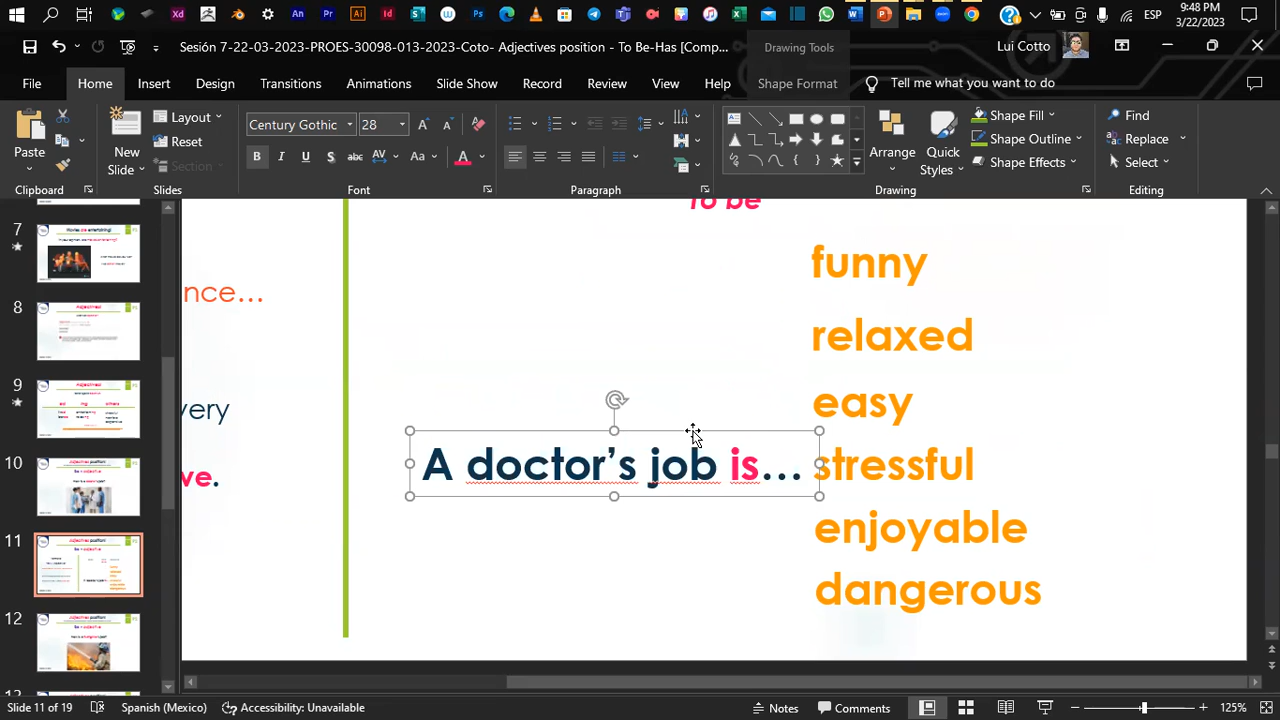 9:48 PM
ESP
3/22/2023
Sesión 7-22-03-2023-PROES-30198-013-2023-Coto- Adjectives position - To Be-Has [Comp...
Drawing Tools
Lui Cotto
File
Home
Insert
Design
Transitions
Animations
Slide Show
Record
Review
View
Help
Shape Format
Tell me what you want to do
Paste
New
Slide
Layout
Reset
Section
Century Gothic
28
Arrange
Quick
Styles
Shape Fill
Shape Outline
Shape Effects
Find
Replace
Select
Clipboard
Slides
Font
Paragraph
Drawing
Editing
7
8
9
10
11
12
To be
nce...
very
ve.
A doctor's job is...
funny
relaxed
easy
stressful
enjoyable
dangerous
Slide 11 of 19
Spanish (Mexico)
Accessibility: Unavailable
Notes
Comments
125%